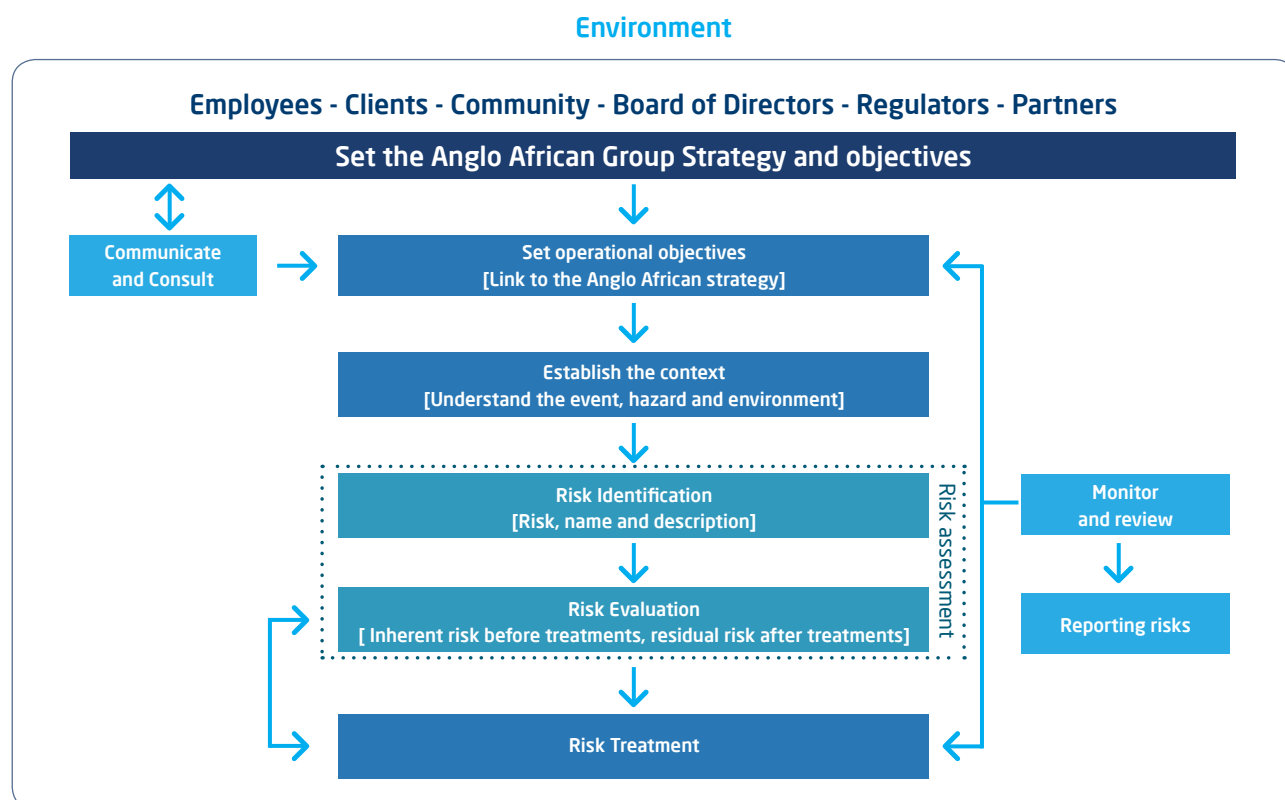 Environment
Employees - Clients - Community - Board of Directors - Regulators - Partners
Set the Anglo African Group Strategy and objectives
Communicate
and Consult
Set operational objectives
[Link to the Anglo African strategy]
Establish the context
[Understand the event, hazard and environment]
Risk Identification
[Risk, name and description]
Risk assessment
Monitor
and review
Risk Evaluation
[ Inherent risk before treatments, residual risk after treatments]
Reporting risks
Risk Treatment